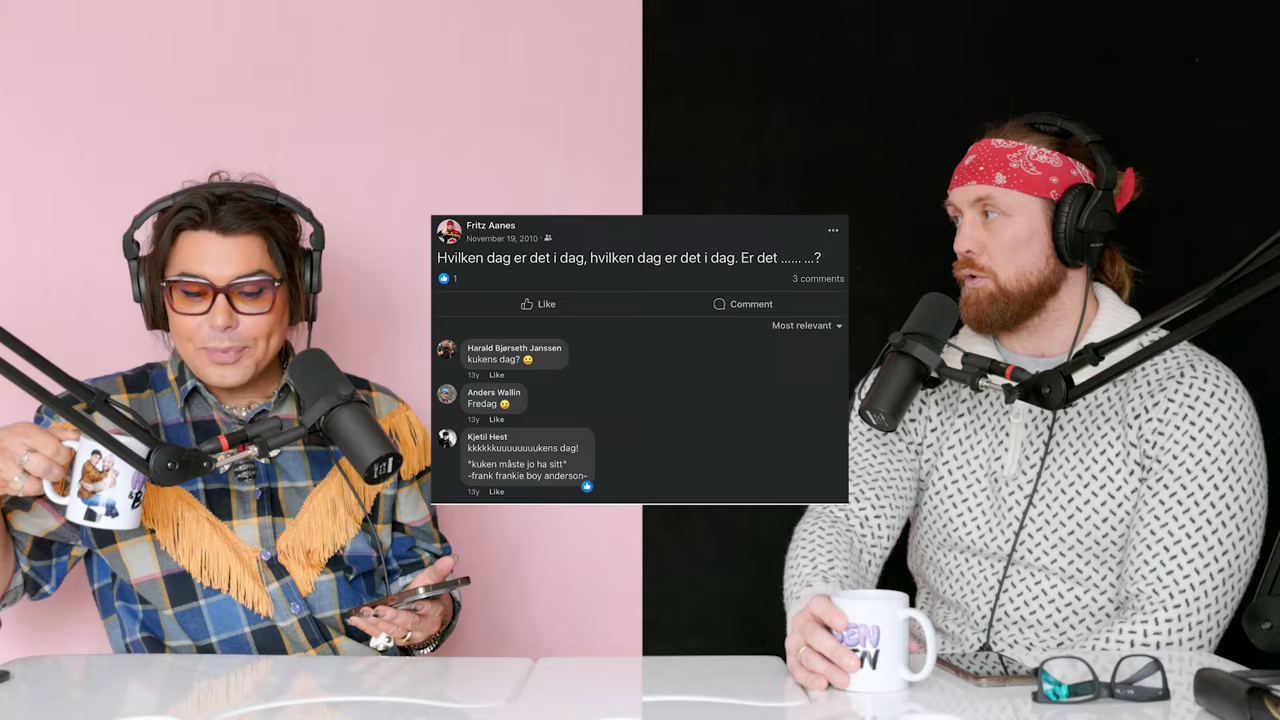 Fritz Aanes
November 19, 2010 ·
Hvilken dag er det i dag, hvilken dag er det i dag. Er det ...... ...?
1
3 comments
Like
Comment
Most relevant
Harald Bjørseth Janssen
kukens dag? 😃
13y Like
Anders Wallin
Fredag 😄
13y Like
Kjetil Hest
kkkkkkuuuuuuuukens dag!
"kuken måste jo ha sitt"
-frank frankie boy anderson-
13y Like